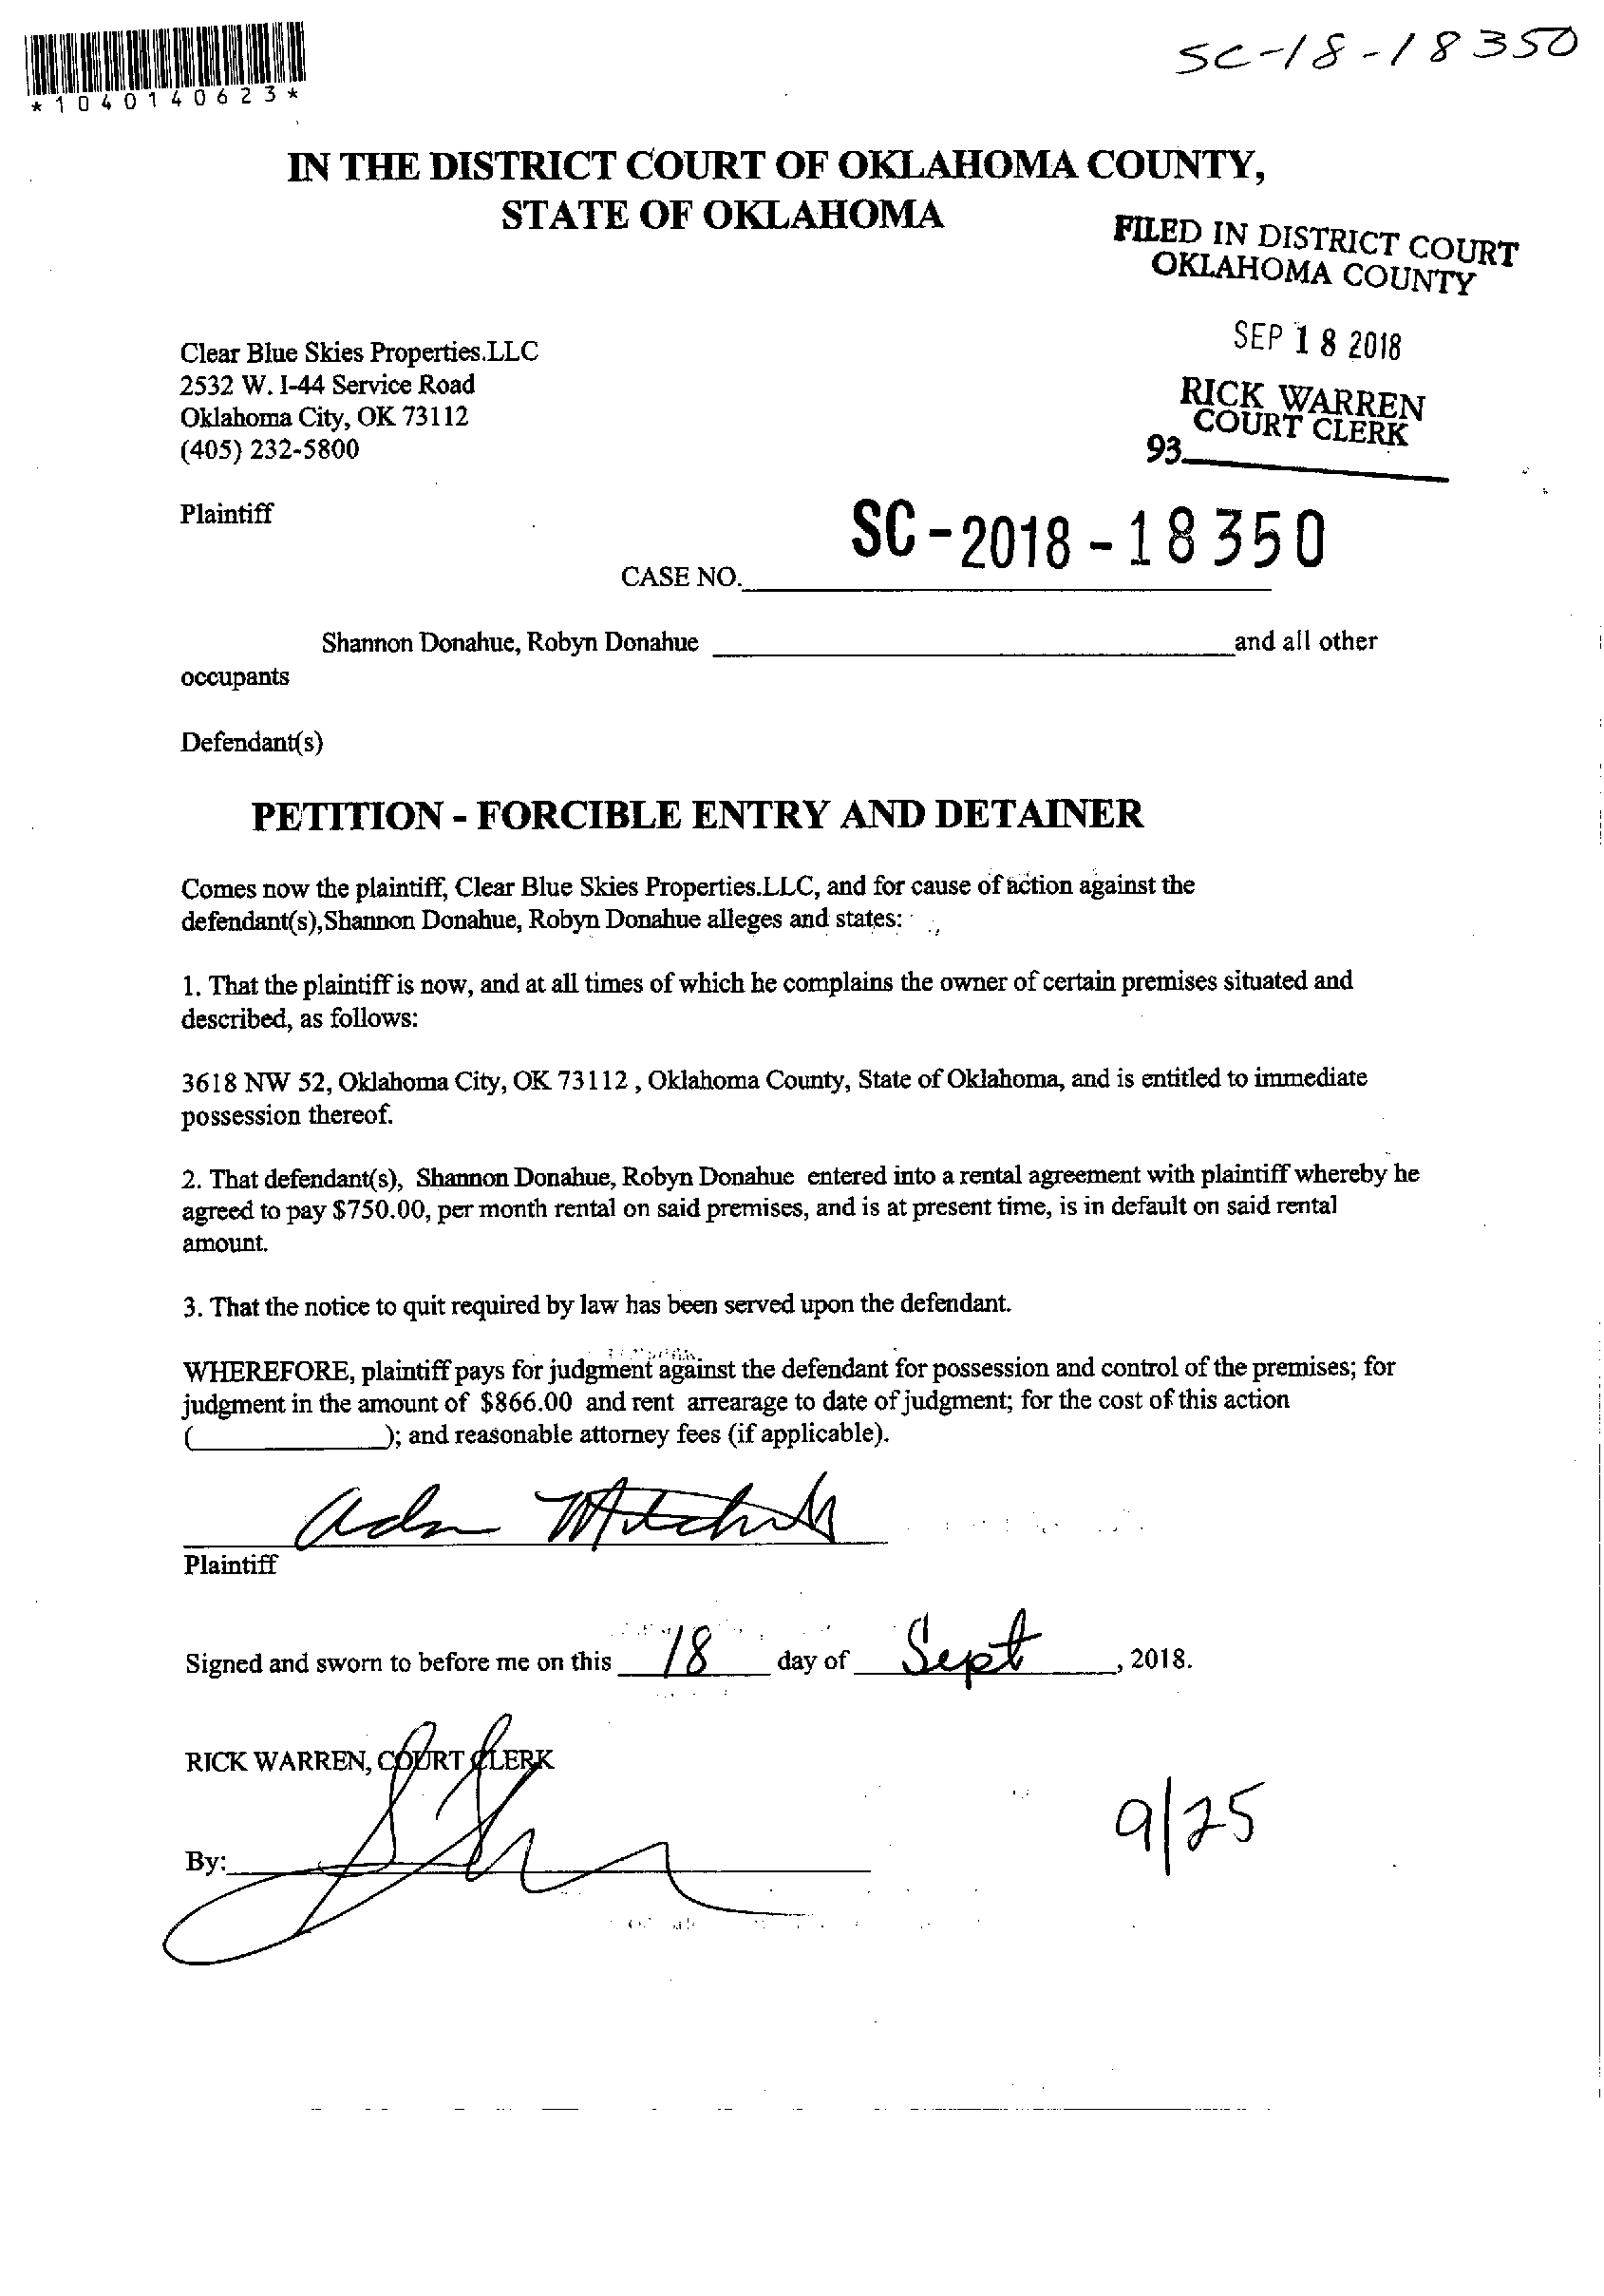 SC-18-18350
*1040140623*
IN THE DISTRICT COURT OF OKLAHOMA COUNTY,
STATE OF OKLAHOMA
FILED IN DISTRICT COURT
OKLAHOMA COUNTY
SEP 18 2018
RICK WARREN
COURT CLERK
93
Clear Blue Skies Properties.LLC
2532 W. I-44 Service Road
Oklahoma City, OK 73112
(405) 232-5800
Plaintiff
SC-2018-18350
CASE NO.
Shannon Donahue, Robyn Donahue and all other
occupants
Defendant(s)
PETITION - FORCIBLE ENTRY AND DETAINER
Comes now the plaintiff, Clear Blue Skies Properties.LLC, and for cause of action against the
defendant(s),Shannon Donahue, Robyn Donahue alleges and states:
1. That the plaintiff is now, and at all times of which he complains the owner of certain premises situated and
described, as follows:
3618 NW 52, Oklahoma City, OK 73112 , Oklahoma County, State of Oklahoma, and is entitled to immediate
possession thereof.
2. That defendant(s), Shannon Donahue, Robyn Donahue entered into a rental agreement with plaintiff whereby he
agreed to pay $750.00, per month rental on said premises, and is at present time, is in default on said rental
amount.
3. That the notice to quit required by law has been served upon the defendant.
WHEREFORE, plaintiff pays for judgment against the defendant for possession and control of the premises; for
judgment in the amount of $866.00 and rent arrearage to date of judgment; for the cost of this action
(____________); and reasonable attorney fees (if applicable).
Plaintiff
Signed and sworn to before me on this 18 day of Sept, 2018.
RICK WARREN, COURT CLERK
9/25
By: